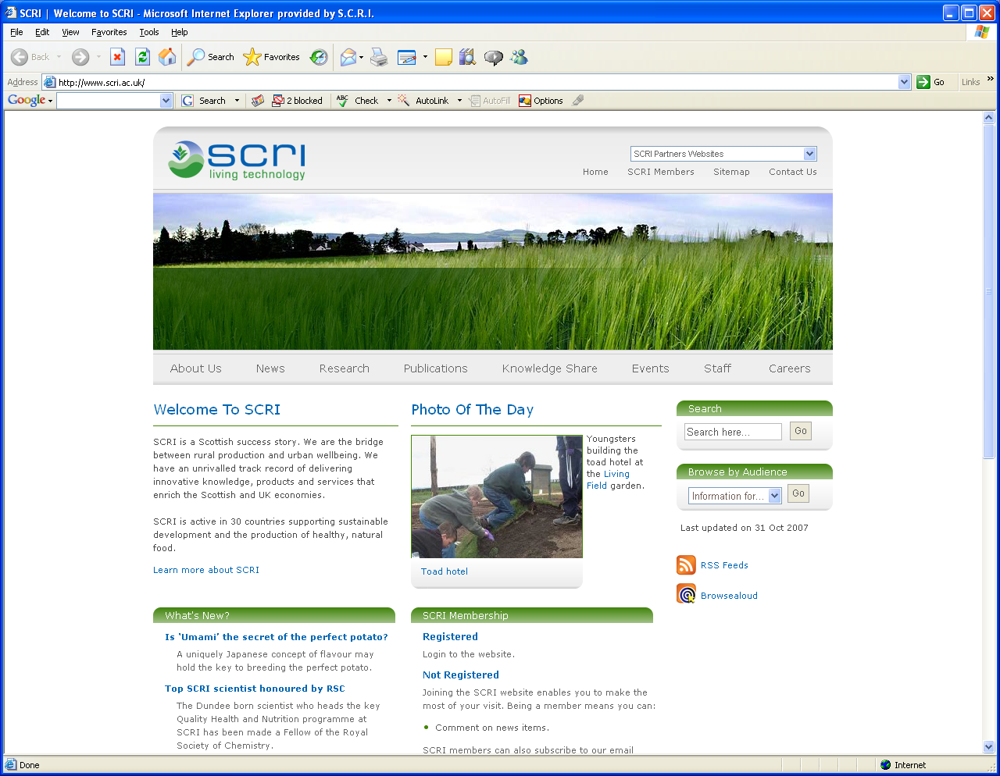 SCRI | Welcome to SCRI - Microsoft Internet Explorer provided by S.C.R.I.
File Edit View Favorites Tools Help
Back Search Favorites
Address http://www.scri.ac.uk/ Go Links »
Google G Search 2 blocked ABC Check AutoLink AutoFill Options
scri
living technology
SCRI Partners Websites
Home SCRI Members Sitemap Contact Us
About Us News Research Publications Knowledge Share Events Staff Careers
Welcome To SCRI
SCRI is a Scottish success story. We are the bridge
between rural production and urban wellbeing. We
have an unrivalled track record of delivering
innovative knowledge, products and services that
enrich the Scottish and UK economies.
SCRI is active in 30 countries supporting sustainable
development and the production of healthy, natural
food.
Learn more about SCRI
Photo Of The Day
Youngsters
building the
toad hotel at
the Living
Field garden.
Toad hotel
Search
Search here... Go
Browse by Audience
Information for... Go
Last updated on 31 Oct 2007
RSS Feeds
Browsealoud
What's New?
Is 'Umami' the secret of the perfect potato?
A uniquely Japanese concept of flavour may
hold the key to breeding the perfect potato.
Top SCRI scientist honoured by RSC
The Dundee born scientist who heads the key
Quality Health and Nutrition programme at
SCRI has been made a Fellow of the Royal
Society of Chemistry.
SCRI Membership
Registered
Login to the website.
Not Registered
Joining the SCRI website enables you to make the
most of your visit. Being a member means you can:
• Comment on news items.
SCRI members can also subscribe to our email
Done Internet